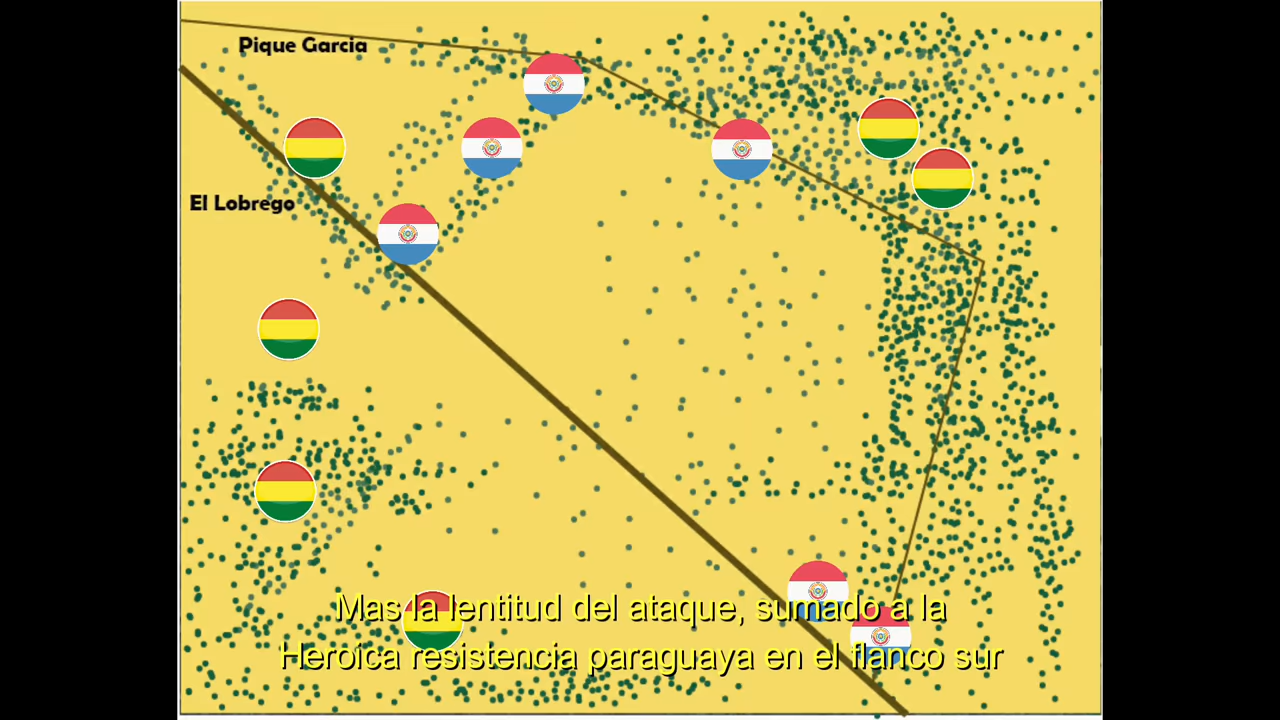 Pique Garcia
El Lobrego
Mas la lentitud del ataque, sumado a la
Heroica resistencia paraguaya en el flanco sur